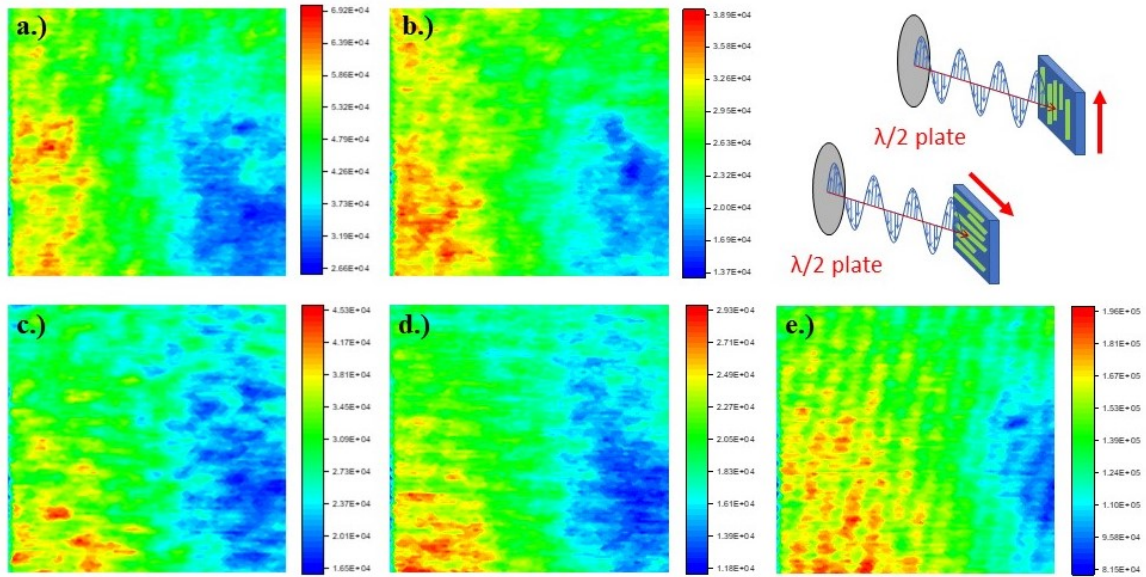 a.)
6.92E+04
6.39E+04
5.86E+04
5.32E+04
4.79E+04
4.26E+04
3.73E+04
3.19E+04
2.66E+04
b.)
3.89E+04
3.58E+04
3.26E+04
2.95E+04
2.63E+04
2.32E+04
2.00E+04
1.69E+04
1.37E+04
λ/2 plate
λ/2 plate
c.)
4.53E+04
4.17E+04
3.81E+04
3.45E+04
3.09E+04
2.73E+04
2.37E+04
2.01E+04
1.65E+04
d.)
2.93E+04
2.71E+04
2.49E+04
2.27E+04
2.05E+04
1.83E+04
1.61E+04
1.39E+04
1.18E+04
e.)
1.96E+05
1.81E+05
1.67E+05
1.53E+05
1.38E+05
1.24E+05
1.10E+05
9.58E+04
8.15E+04